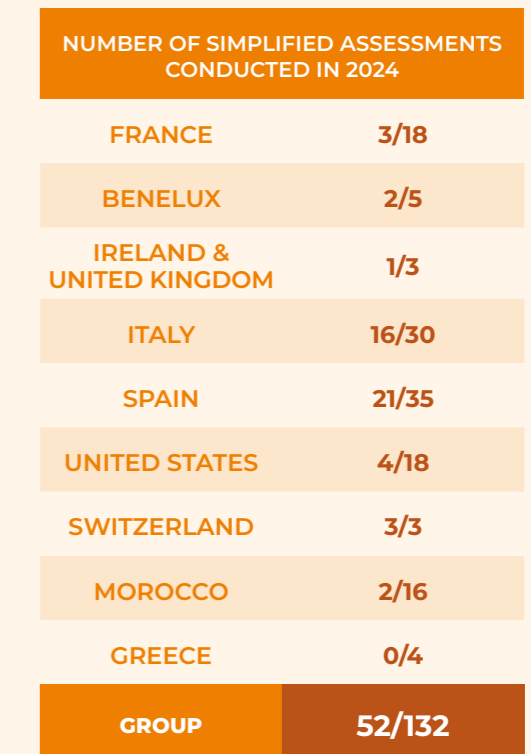 NUMBER OF SIMPLIFIED ASSESSMENTS
CONDUCTED IN 2024
FRANCE 3/18
BENELUX 2/5
IRELAND &
UNITED KINGDOM 1/3
ITALY 16/30
SPAIN 21/35
UNITED STATES 4/18
SWITZERLAND 3/3
MOROCCO 2/16
GREECE 0/4
GROUP 52/132